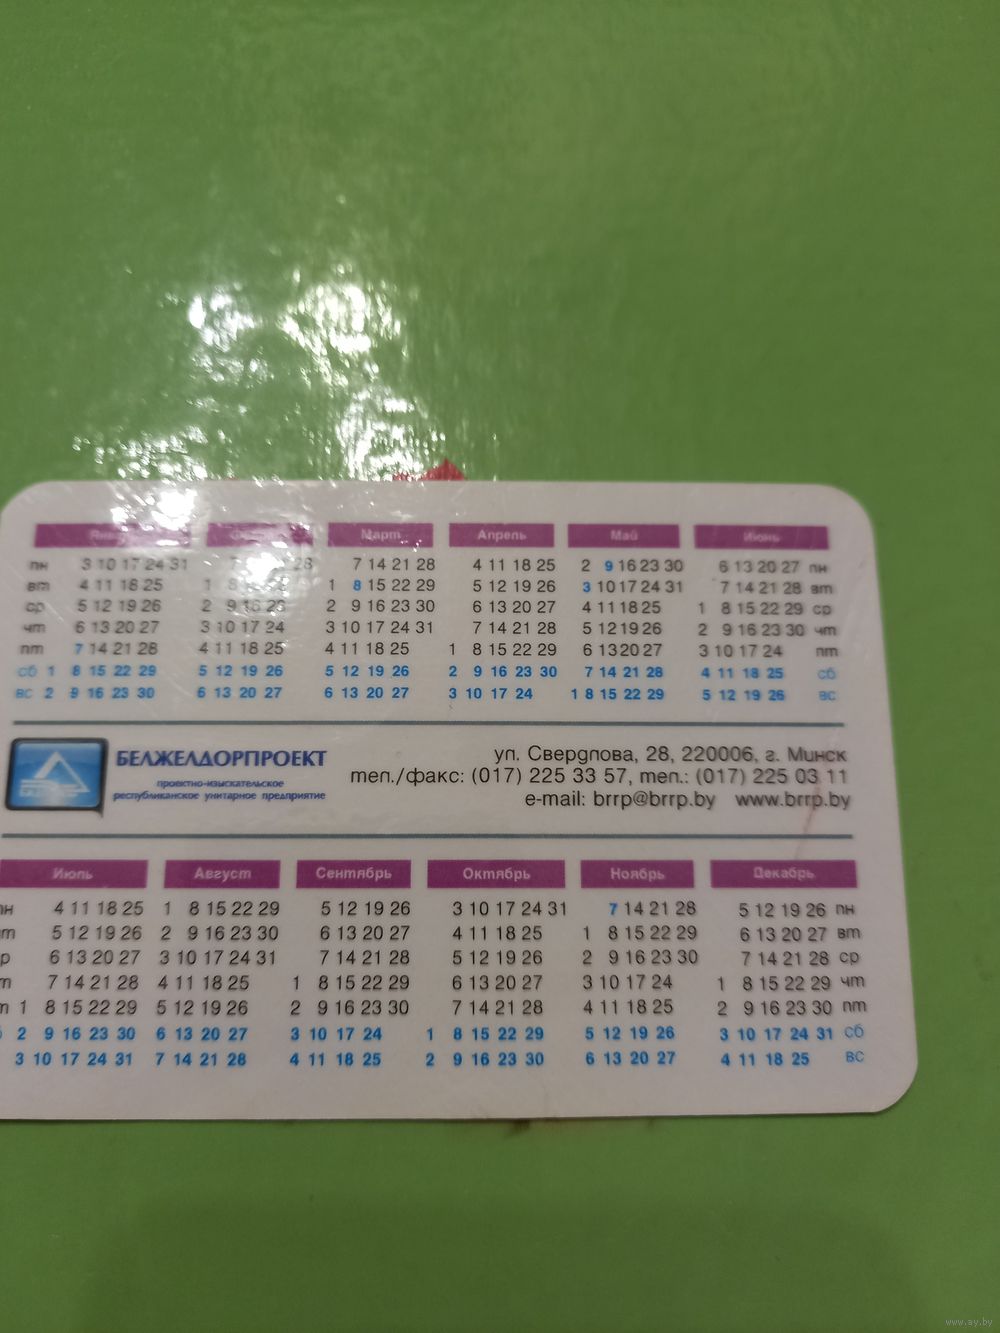 Март Апрель Май Июнь
пн 3 10 17 24 31 7 28 7 14 21 28 4 11 18 25 2 9 16 23 30 6 13 20 27 пн
вт 4 11 18 25 1 8 1 8 15 22 29 5 12 19 26 3 10 17 24 31 7 14 21 28 вт
ср 5 12 19 26 2 9 16 23 2 9 16 23 30 6 13 20 27 4 11 18 25 1 8 15 22 29 ср
чт 6 13 20 27 3 10 17 24 3 10 17 24 31 7 14 21 28 5 12 19 26 2 9 16 23 30 чт
пт 7 14 21 28 4 11 18 25 4 11 18 25 1 8 15 22 29 6 13 20 27 3 10 17 24 пт
сб 1 8 15 22 29 5 12 19 26 5 12 19 26 2 9 16 23 30 7 14 21 28 4 11 18 25 сб
вс 2 9 16 23 30 6 13 20 27 6 13 20 27 3 10 17 24 1 8 15 22 29 5 12 19 26 вс
БЕЛЖЕЛДОРПРОЕКТ
проектно-изыскательское
республиканское унитарное предприятие
ул. Свердлова, 28, 220006, г. Минск
тел./факс: (017) 225 33 57, тел.: (017) 225 03 11
e-mail: brrp@brrp.by www.brrp.by
Июль Август Сентябрь Октябрь Ноябрь Декабрь
пн 4 11 18 25 1 8 15 22 29 5 12 19 26 3 10 17 24 31 7 14 21 28 5 12 19 26 пн
т 5 12 19 26 2 9 16 23 30 6 13 20 27 4 11 18 25 1 8 15 22 29 6 13 20 27 вт
р 6 13 20 27 3 10 17 24 31 7 14 21 28 5 12 19 26 2 9 16 23 30 7 14 21 28 ср
т 7 14 21 28 4 11 18 25 1 8 15 22 29 6 13 20 27 3 10 17 24 1 8 15 22 29 чт
т 1 8 15 22 29 5 12 19 26 2 9 16 23 30 7 14 21 28 4 11 18 25 2 9 16 23 30 пт
2 9 16 23 30 6 13 20 27 3 10 17 24 1 8 15 22 29 5 12 19 26 3 10 17 24 31 сб
3 10 17 24 31 7 14 21 28 4 11 18 25 2 9 16 23 30 6 13 20 27 4 11 18 25 вс
www.ay.by